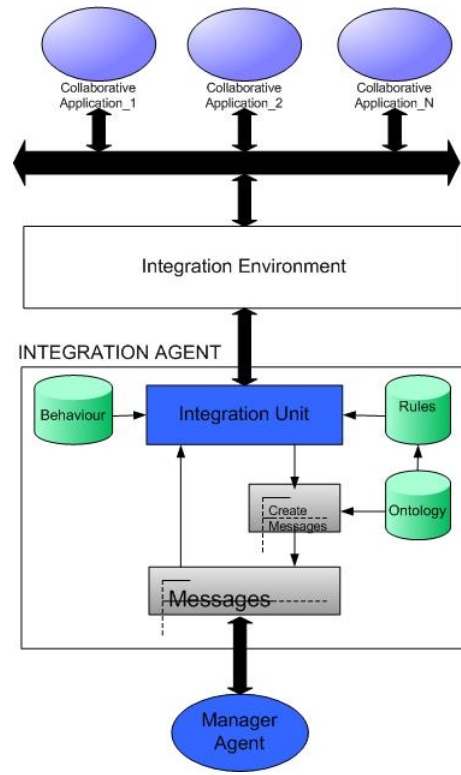 Collaborative
Application_1
Collaborative
Application_2
Collaborative
Application_N
Integration Environment
INTEGRATION AGENT
Behaviour
Integration Unit
Rules
Create
Messages
Ontology
Messages
Manager
Agent